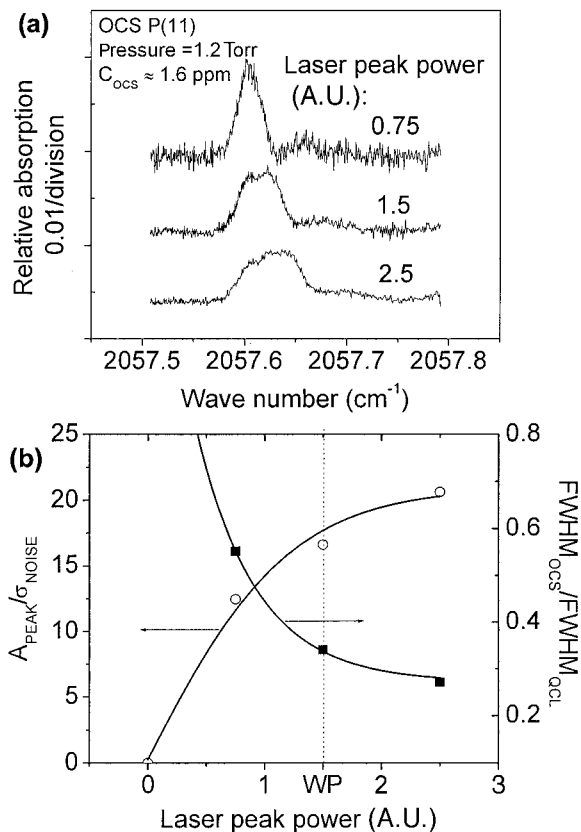 (a)
OCS P(11)
Pressure =1.2 Torr
C_OCS ≈ 1.6 ppm
Laser peak power
(A.U.):
0.75
1.5
2.5
Relative absorption
0.01/division
2057.5 2057.6 2057.7 2057.8
Wave number (cm⁻¹)
(b)
A_PEAK/σ_NOISE
25
20
15
10
5
0
0.8
0.6
0.4
0.2
FWHM_OCS/FWHM_QCL
0 1 WP 2 3
Laser peak power (A.U.)